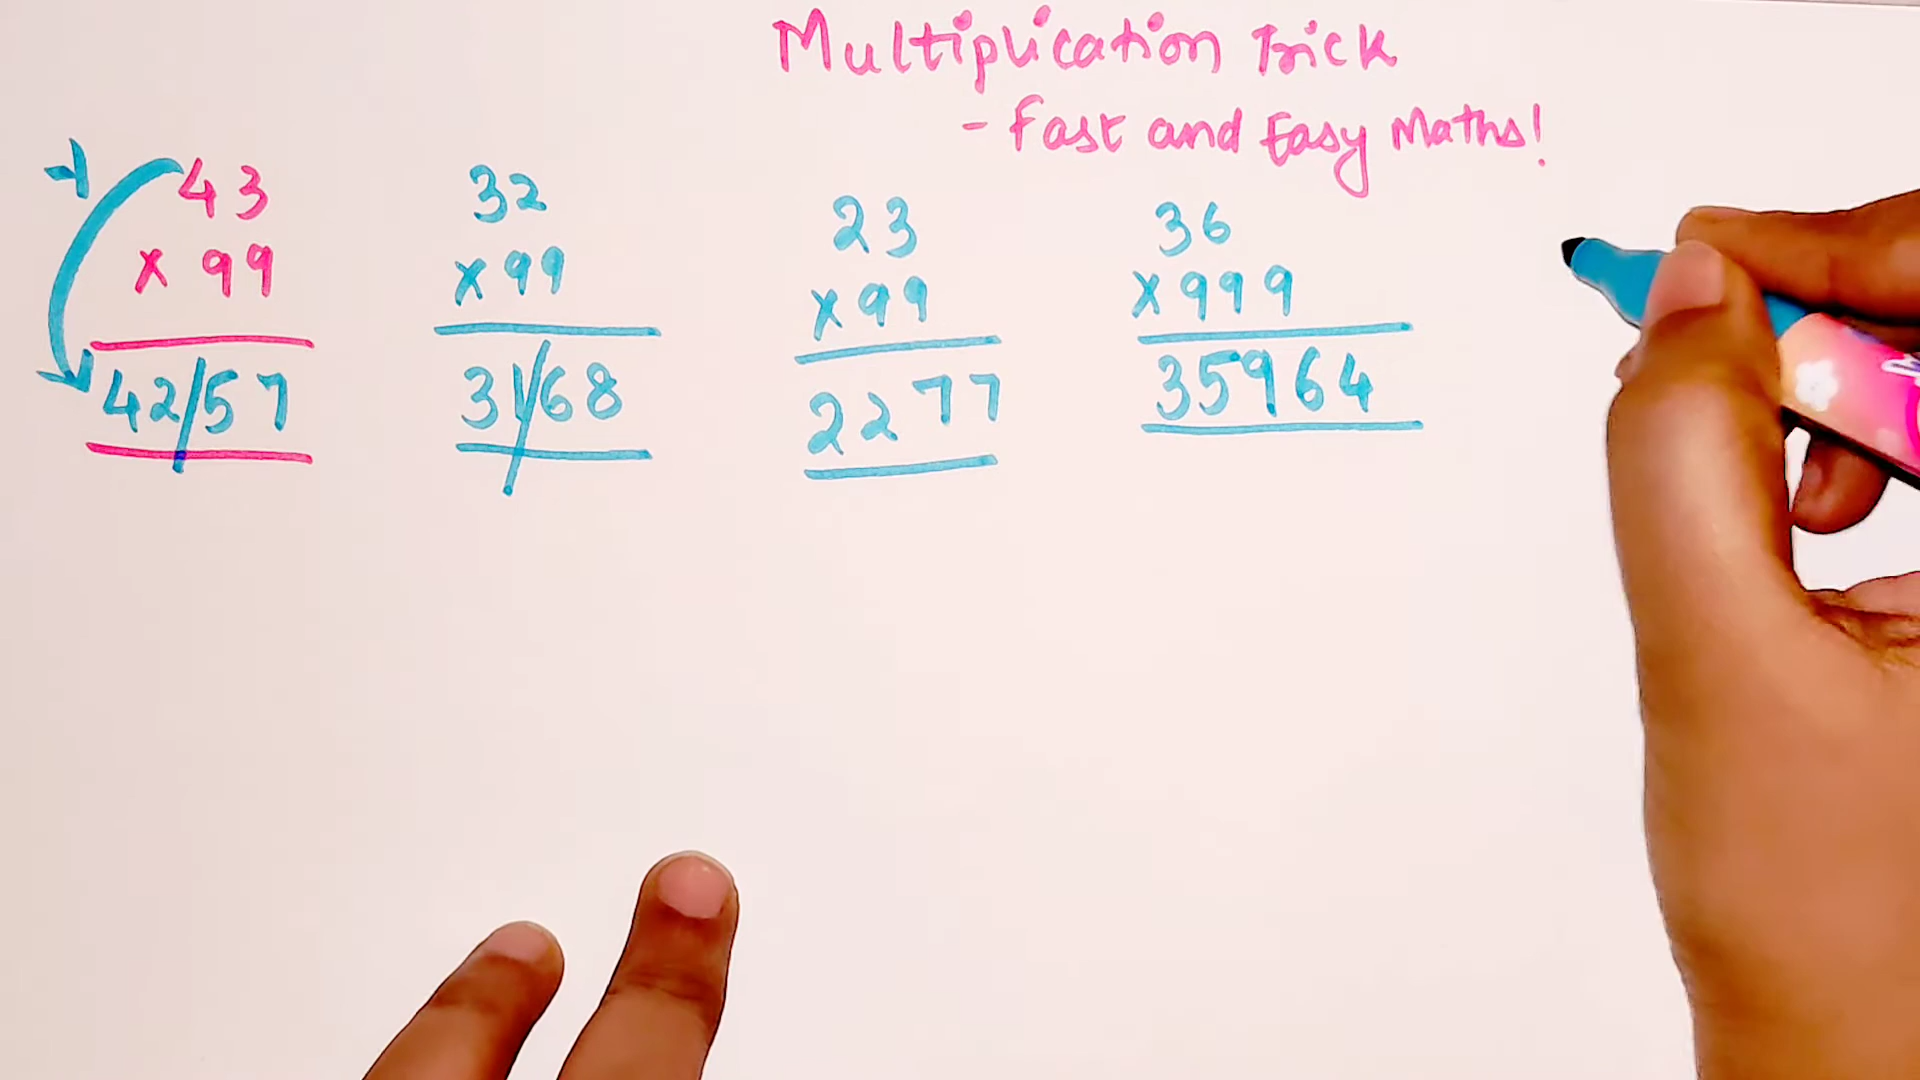 Multiplication Trick
- Fast and Easy Maths!
-1
43
x 99
42/57
32
x 99
31/68
23
x 99
2277
36
x 999
35964